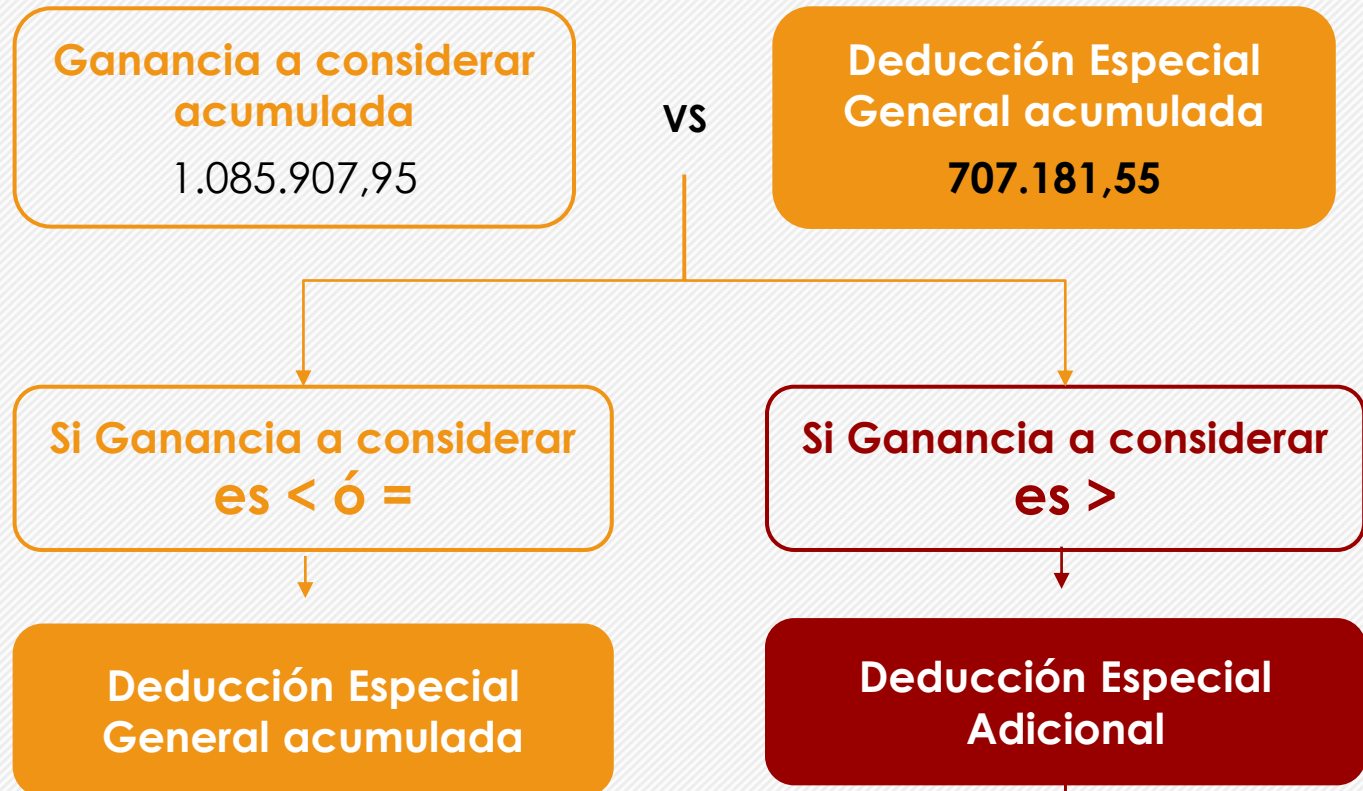 Ganancia a considerar
acumulada
1.085.907,95
VS
Deducción Especial
General acumulada
707.181,55
Si Ganancia a considerar
es < ó =
Si Ganancia a considerar
es >
Deducción Especial
General acumulada
Deducción Especial
Adicional